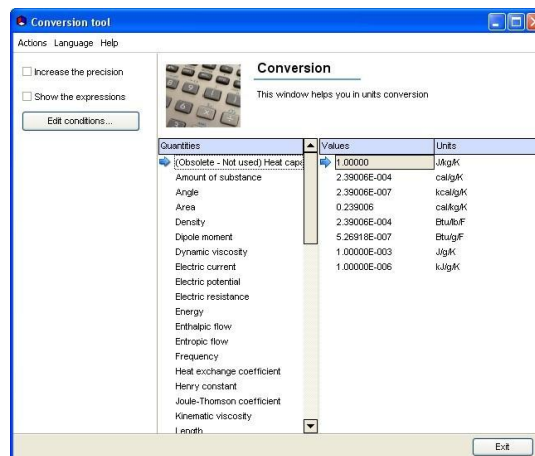 Conversion tool
Actions Language Help
Increase the precision
Show the expressions
Edit conditions...
Conversion
This window helps you in units conversion
Quantities
(Obsolete - Not used) Heat capa
Amount of substance
Angle
Area
Density
Dipole moment
Dynamic viscosity
Electric current
Electric potential
Electric resistance
Energy
Enthalpic flow
Entropic flow
Frequency
Heat exchange coefficient
Henry constant
Joule-Thomson coefficient
Kinematic viscosity
Length
Values Units
1.00000 J/kg/K
2.39006E-004 cal/g/K
2.39006E-007 kcal/g/K
0.239006 cal/kg/K
2.39006E-004 Btu/lb/F
5.26918E-007 Btu/g/F
1.00000E-003 J/g/K
1.00000E-006 kJ/g/K
Exit